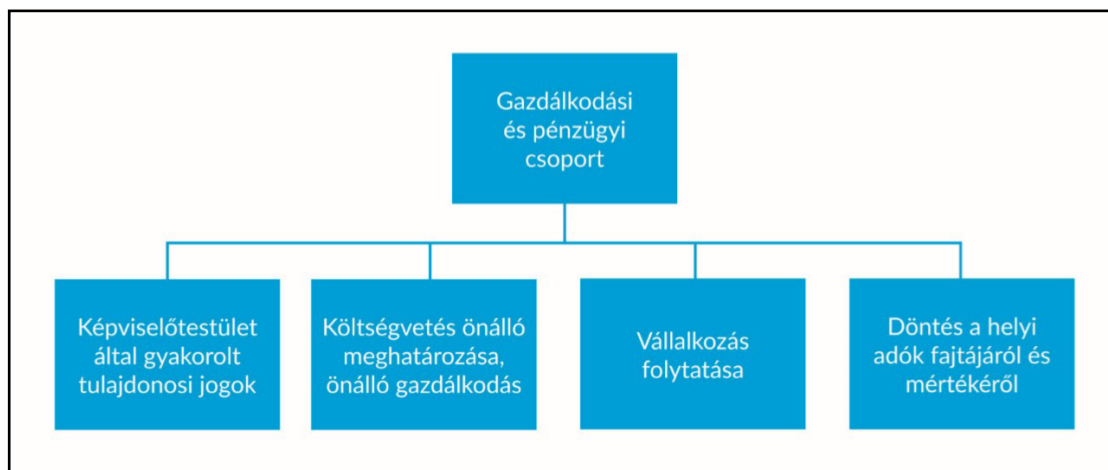 Gazdálkodási
és pénzügyi
csoport
Képviselőtestület
által gyakorolt
tulajdonosi jogok
Költségvetés önálló
meghatározása,
önálló gazdálkodás
Vállalkozás
folytatása
Döntés a helyi
adók fajtájáról és
mértékéről